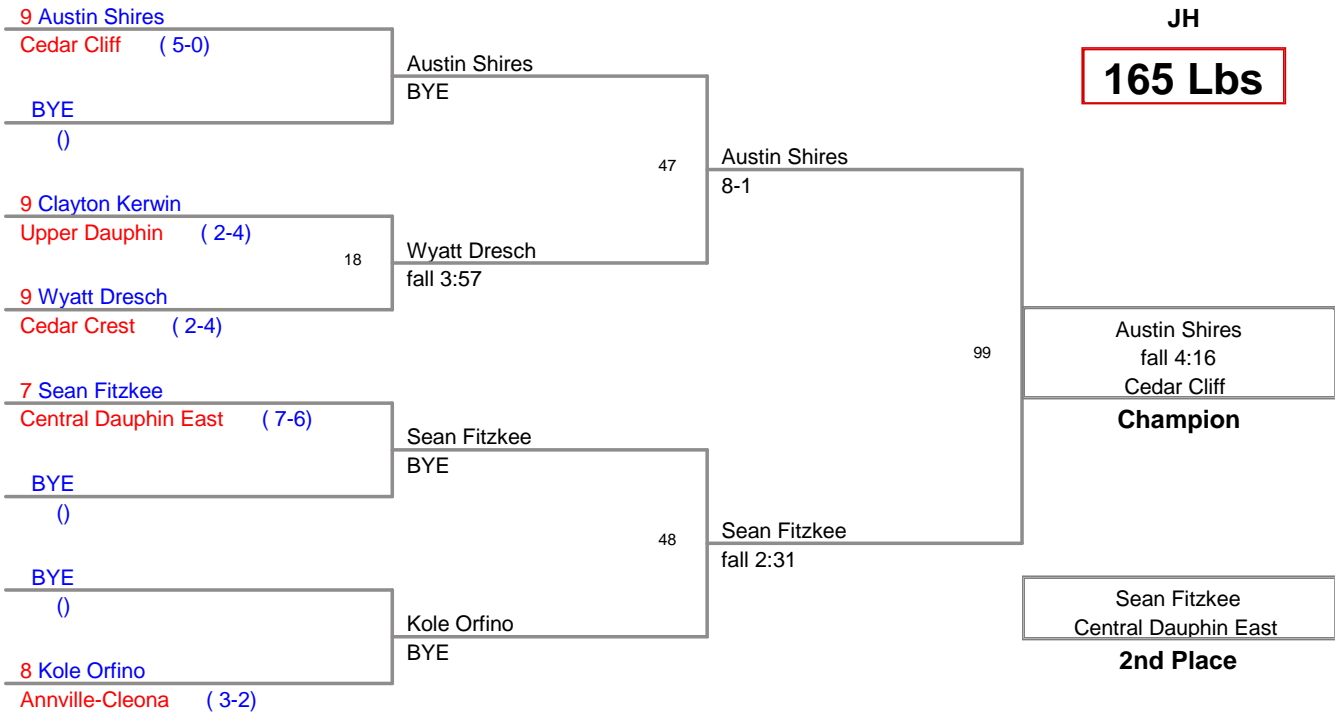 9 Austin Shires
Cedar Cliff ( 5-0)
BYE
()
9 Clayton Kerwin
Upper Dauphin ( 2-4)
18
9 Wyatt Dresch
Cedar Crest ( 2-4)
7 Sean Fitzkee
Central Dauphin East ( 7-6)
BYE
()
BYE
()
8 Kole Orfino
Annville-Cleona ( 3-2)
Austin Shires
BYE
47
Wyatt Dresch
fall 3:57
Sean Fitzkee
BYE
48
Kole Orfino
BYE
Austin Shires
8-1
99
Sean Fitzkee
fall 2:31
JH
165 Lbs
Austin Shires
fall 4:16
Cedar Cliff
Champion
Sean Fitzkee
Central Dauphin East
2nd Place